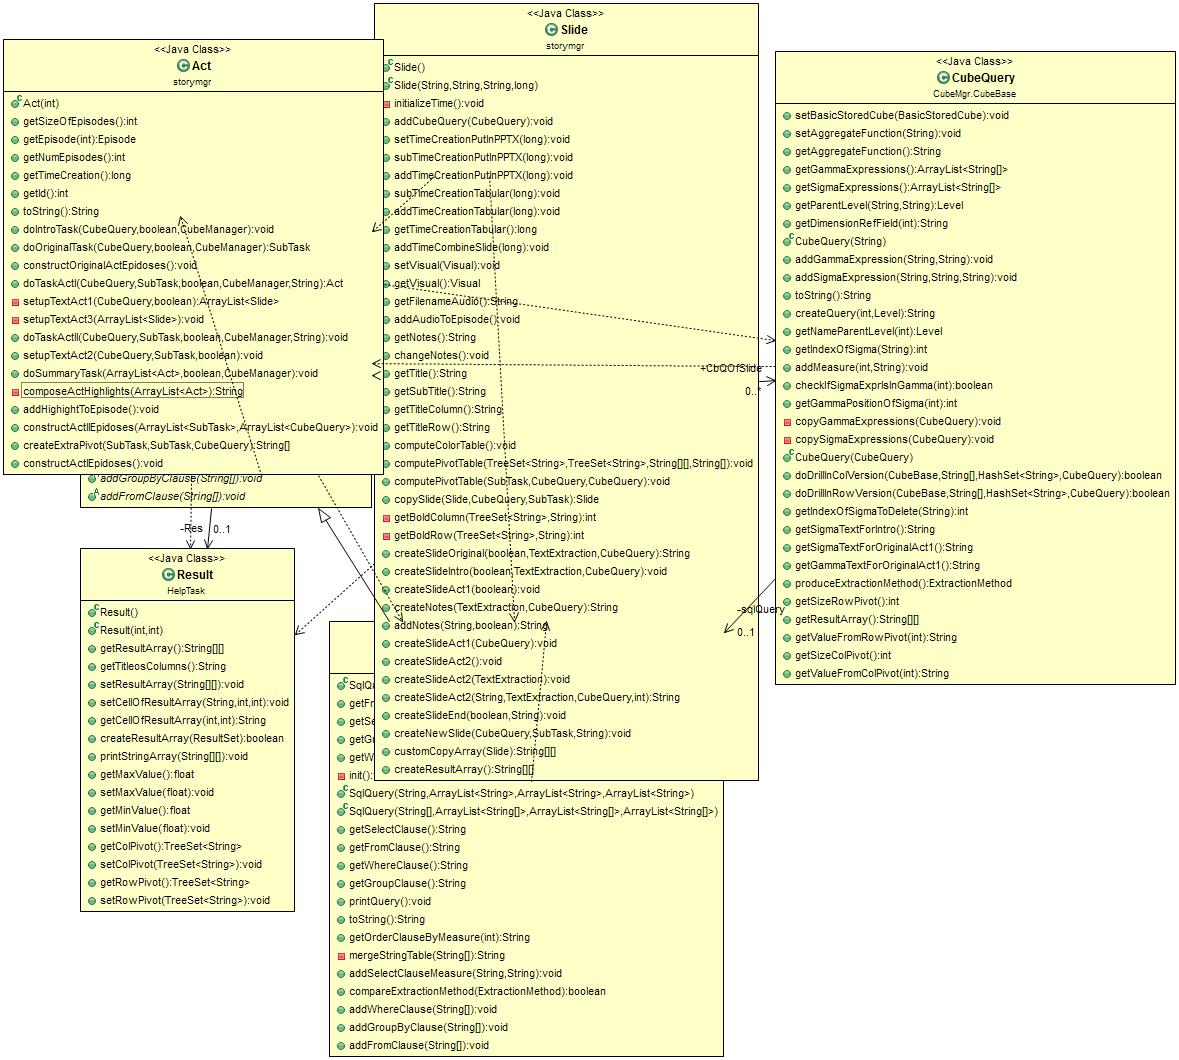 <<Java Class>>
Act
storymgr
Act(int)
getSizeOfEpisodes():int
getEpisode(int):Episode
getNumEpisodes():int
getTimeCreation():long
getId():int
toString():String
doIntroTask(CubeQuery,boolean,CubeManager):void
doOriginalTask(CubeQuery,boolean,CubeManager):SubTask
constructOriginalActEpidoses():void
doTaskActI(CubeQuery,SubTask,boolean,CubeManager,String):Act
setupTextAct1(CubeQuery,boolean):ArrayList<Slide>
setupTextAct3(ArrayList<Slide>):void
doTaskActII(CubeQuery,SubTask,boolean,CubeManager,String):void
setupTextAct2(CubeQuery,SubTask,boolean):void
doSummaryTask(ArrayList<Act>,boolean,CubeManager):void
composeActHighlights(ArrayList<Act>):String
addHighightToEpisode():void
constructActIIEpidoses(ArrayList<SubTask>,ArrayList<CubeQuery>):void
createExtraPivot(SubTask,SubTask,CubeQuery):String[]
constructActIEpidoses():void
addGroupByClause(String[]):void
addFromClause(String[]):void
-Res
0..1
<<Java Class>>
Result
HelpTask
Result()
Result(int,int)
getResultArray():String[][]
getTitleosColumns():String
setResultArray(String[][]):void
setCellOfResultArray(String,int,int):void
getCellOfResultArray(int,int):String
createResultArray(ResultSet):boolean
printStringArray(String[][]):void
getMaxValue():float
setMaxValue(float):void
getMinValue():float
setMinValue(float):void
getColPivot():TreeSet<String>
setColPivot(TreeSet<String>):void
getRowPivot():TreeSet<String>
setRowPivot(TreeSet<String>):void
<<Java Class>>
Slide
storymgr
Slide()
Slide(String,String,String,long)
initializeTime():void
addCubeQuery(CubeQuery):void
setTimeCreationPutInPPTX(long):void
subTimeCreationPutInPPTX(long):void
addTimeCreationPutInPPTX(long):void
subTimeCreationTabular(long):void
addTimeCreationTabular(long):void
getTimeCreationTabular():long
addTimeCombineSlide(long):void
setVisual(Visual):void
getVisual():Visual
getFilenameAudio():String
addAudioToEpisode():void
getNotes():String
changeNotes():void
getTitle():String
getSubTitle():String
getTitleColumn():String
getTitleRow():String
computeColorTable():void
computePivotTable(TreeSet<String>,TreeSet<String>,String[][],String[]):void
computePivotTable(SubTask,CubeQuery,CubeQuery):void
copySlide(Slide,CubeQuery,SubTask):Slide
getBoldColumn(TreeSet<String>,String):int
getBoldRow(TreeSet<String>,String):int
createSlideOriginal(boolean,TextExtraction,CubeQuery):String
createSlideIntro(boolean,TextExtraction,CubeQuery):void
createSlideAct1(boolean):void
createNotes(TextExtraction,CubeQuery):String
addNotes(String,boolean):String
createSlideAct1(CubeQuery):void
createSlideAct2():void
createSlideAct2(TextExtraction):void
createSlideAct2(String,TextExtraction,CubeQuery,int):String
createSlideEnd(boolean,String):void
createNewSlide(CubeQuery,SubTask,String):void
customCopyArray(Slide):String[][]
createResultArray():String[][]
SqlQu
getFr
getSe
getGr
getW
init():
SqlQuery(String,ArrayList<String>,ArrayList<String>,ArrayList<String>)
SqlQuery(String[],ArrayList<String[]>,ArrayList<String[]>,ArrayList<String[]>)
getSelectClause():String
getFromClause():String
getWhereClause():String
getGroupClause():String
printQuery():void
toString():String
getOrderClauseByMeasure(int):String
mergeStringTable(String[]):String
addSelectClauseMeasure(String,String):void
compareExtractionMethod(ExtractionMethod):boolean
addWhereClause(String[]):void
addGroupByClause(String[]):void
addFromClause(String[]):void
+CbQOfSlide
0..*
-sqlQuery
0..1
<<Java Class>>
CubeQuery
CubeMgr.CubeBase
setBasicStoredCube(BasicStoredCube):void
setAggregateFunction(String):void
getAggregateFunction():String
getGammaExpressions():ArrayList<String[]>
getSigmaExpressions():ArrayList<String[]>
getParentLevel(String,String):Level
getDimensionRefField(int):String
CubeQuery(String)
addGammaExpression(String,String):void
addSigmaExpression(String,String,String):void
toString():String
createQuery(int,Level):String
getNameParentLevel(int):Level
getIndexOfSigma(String):int
addMeasure(int,String):void
checkIfSigmaExprIsInGamma(int):boolean
getGammaPositionOfSigma(int):int
copyGammaExpressions(CubeQuery):void
copySigmaExpressions(CubeQuery):void
CubeQuery(CubeQuery)
doDrillInColVersion(CubeBase,String[],HashSet<String>,CubeQuery):boolean
doDrillInRowVersion(CubeBase,String[],HashSet<String>,CubeQuery):boolean
getIndexOfSigmaToDelete(String):int
getSigmaTextForIntro():String
getSigmaTextForOriginalAct1():String
getGammaTextForOriginalAct1():String
produceExtractionMethod():ExtractionMethod
getSizeRowPivot():int
getResultArray():String[][]
getValueFromRowPivot(int):String
getSizeColPivot():int
getValueFromColPivot(int):String